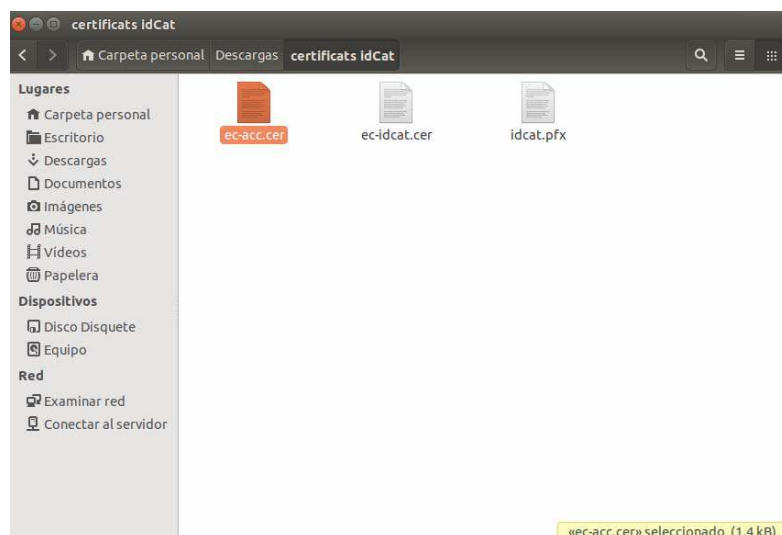 certificats idCat
Carpeta personal Descargas certificats idCat
Lugares
Carpeta personal
Escritorio
Descargas
Documentos
Imágenes
Música
Vídeos
Papelera
Dispositivos
Disco Disquete
Equipo
Red
Examinar red
Conectar al servidor
ec-acc.cer
ec-idcat.cer
idcat.pfx
«ec-acc.cer» seleccionado (1,4 kB)